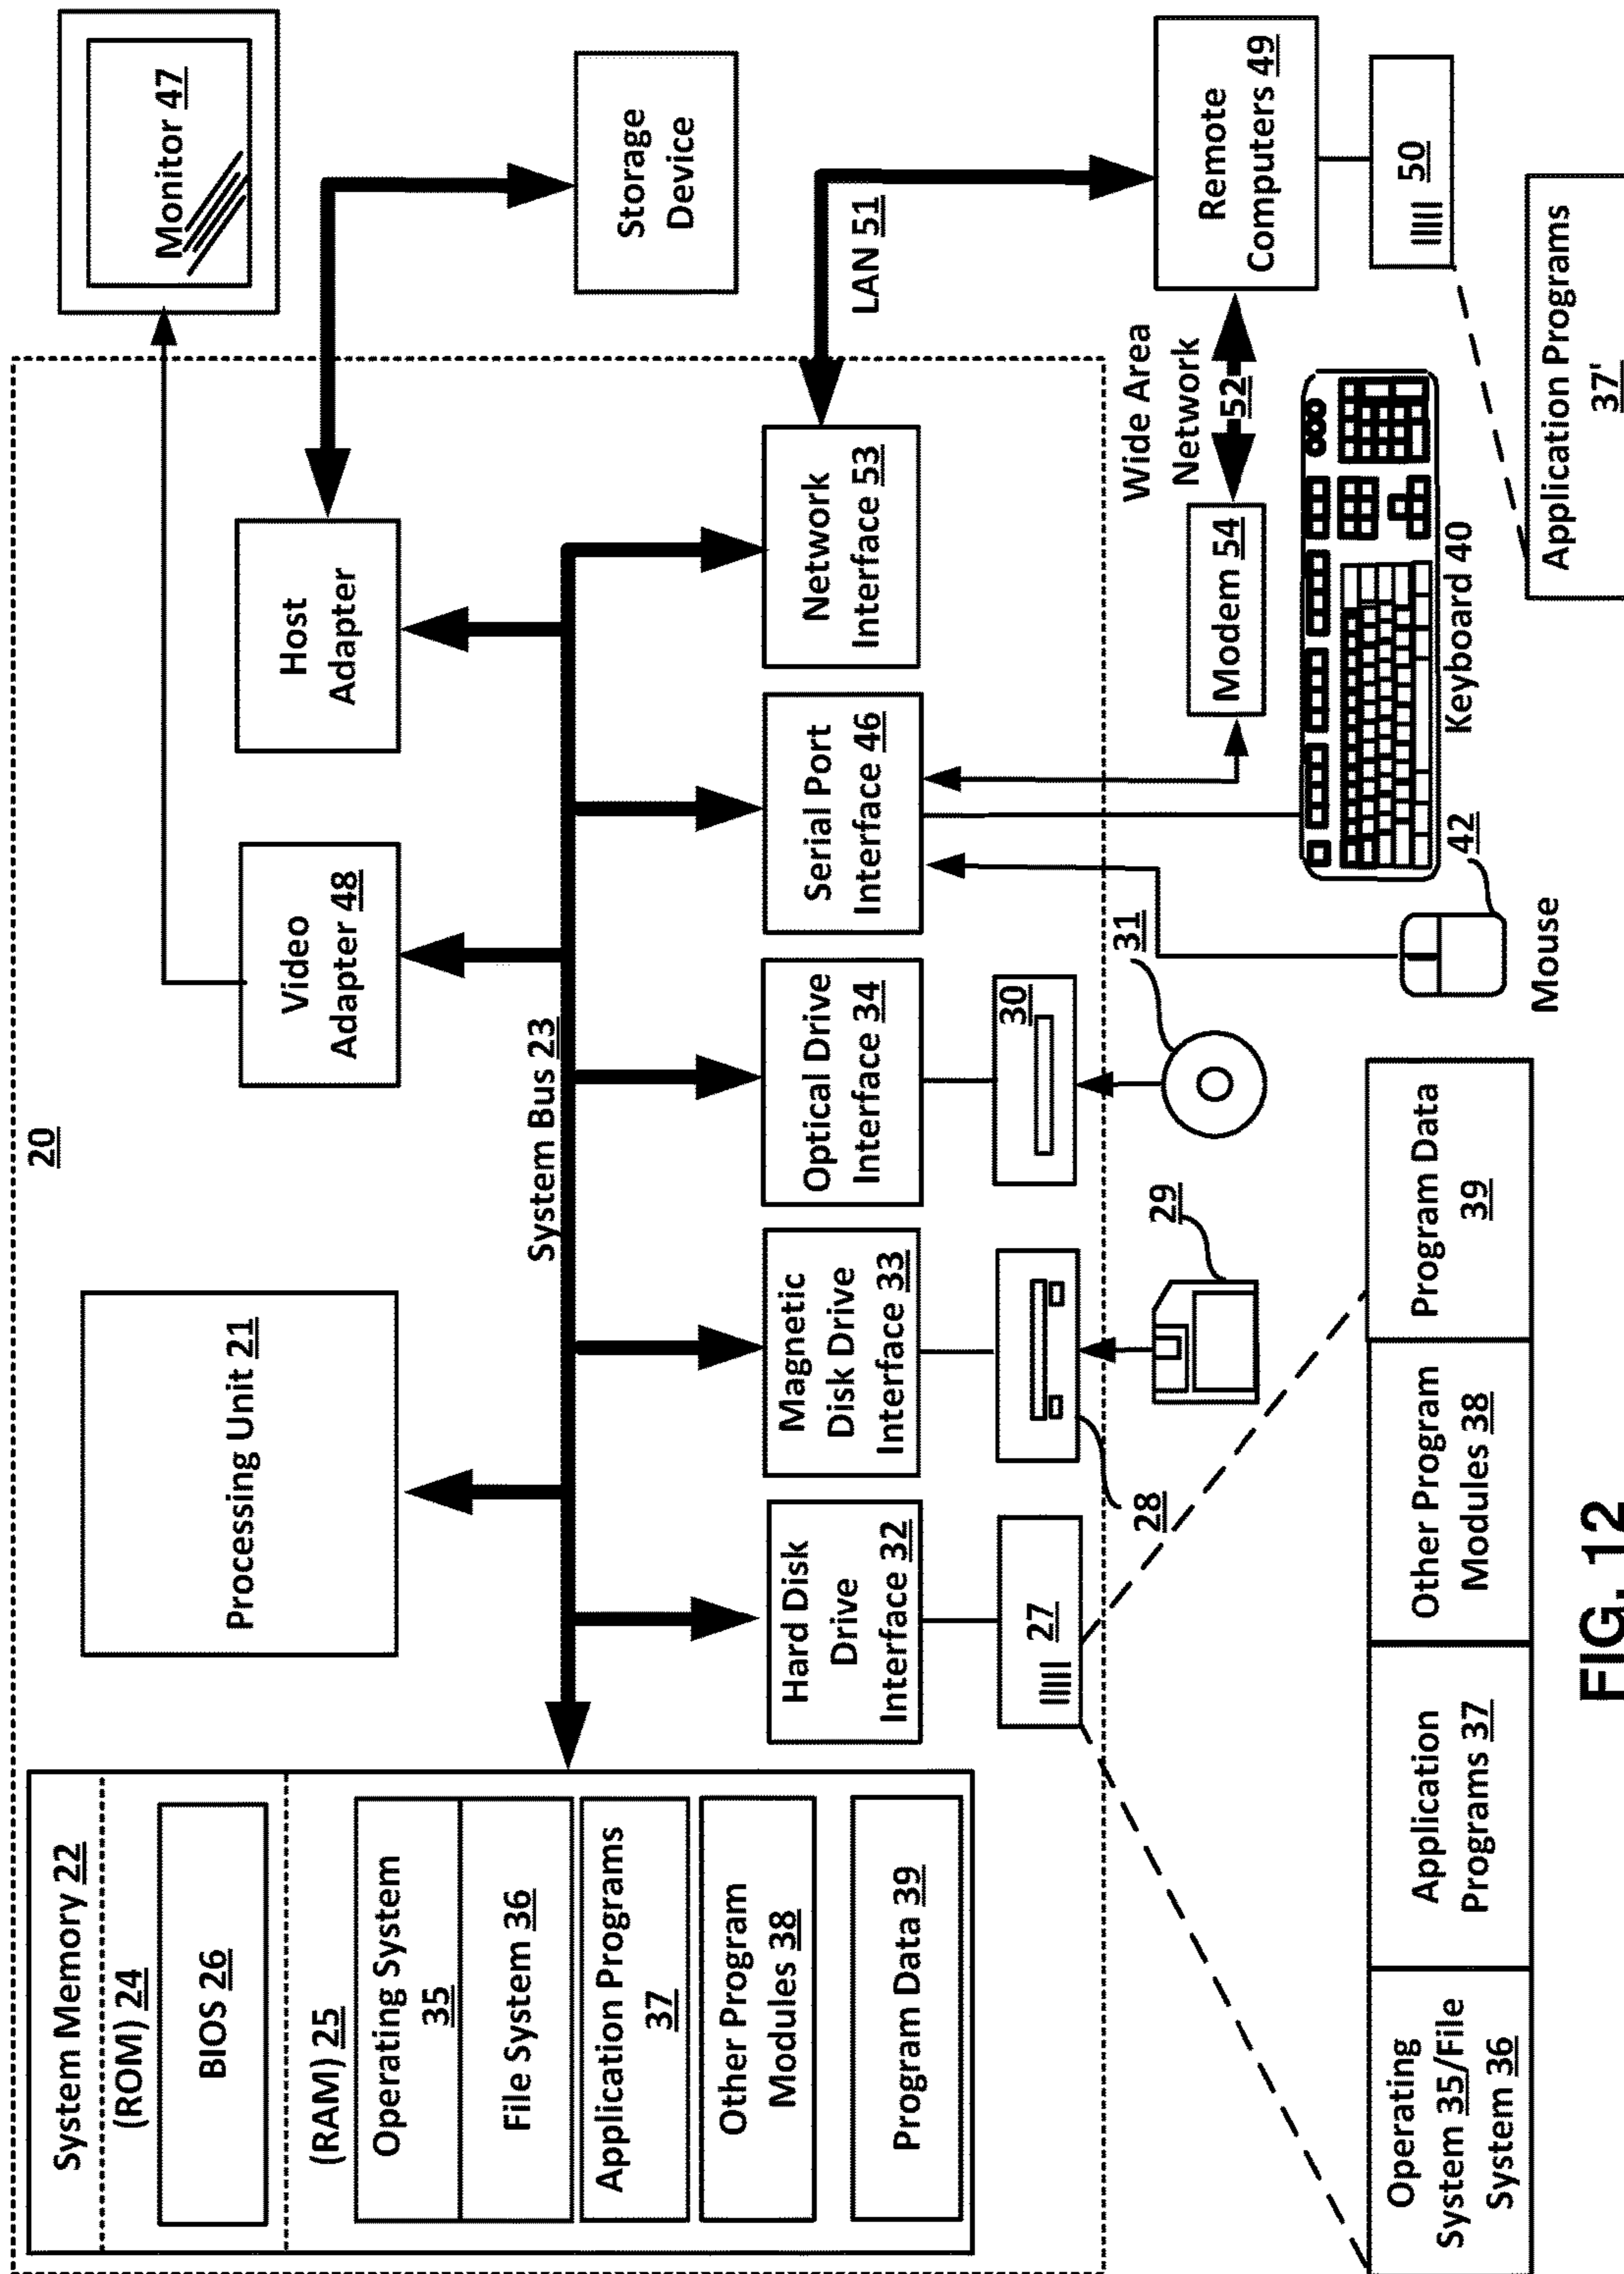 20
System Memory 22
(ROM) 24
BIOS 26
(RAM) 25
Operating System
35
File System 36
Application Programs
37
Other Program
Modules 38
Program Data 39
Processing Unit 21
Video
Adapter 48
Host
Adapter
Monitor 47
Storage
Device
System Bus 23
Hard Disk
Drive
Interface 32
Magnetic
Disk Drive
Interface 33
Optical Drive
Interface 34
Serial Port
Interface 46
Network
Interface 53
LAN 51
27
28
29
30
31
Wide Area
Network
52
Modem 54
Remote
Computers 49
50
Keyboard 40
42
Mouse
Operating
System 35/File
System 36
Application
Programs 37
Other Program
Modules 38
Program Data
39
Application Programs
37'
FIG. 12